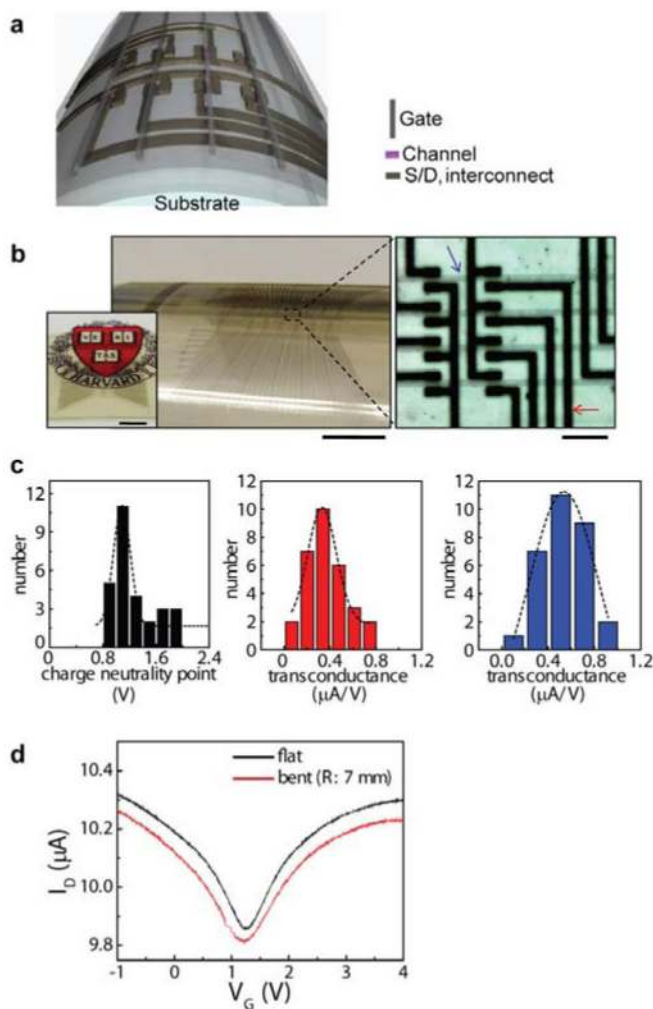 a
Gate
Channel
S/D, interconnect
Substrate
b
VE RI
TAS
HARVARD
c
number
12
9
6
3
0
0 0.8 1.6 2.4
charge neutrality point
(V)
number
12
10
8
6
4
2
0
0 0.4 0.8 1.2
transconductance
(μA/V)
number
12
10
8
6
4
2
0
0 0.4 0.8 1.2
transconductance
(μA/V)
d
flat
bent (R: 7 mm)
I_D (μA)
10.4
10.2
10.0
9.8
-1 0 1 2 3 4
V_G (V)